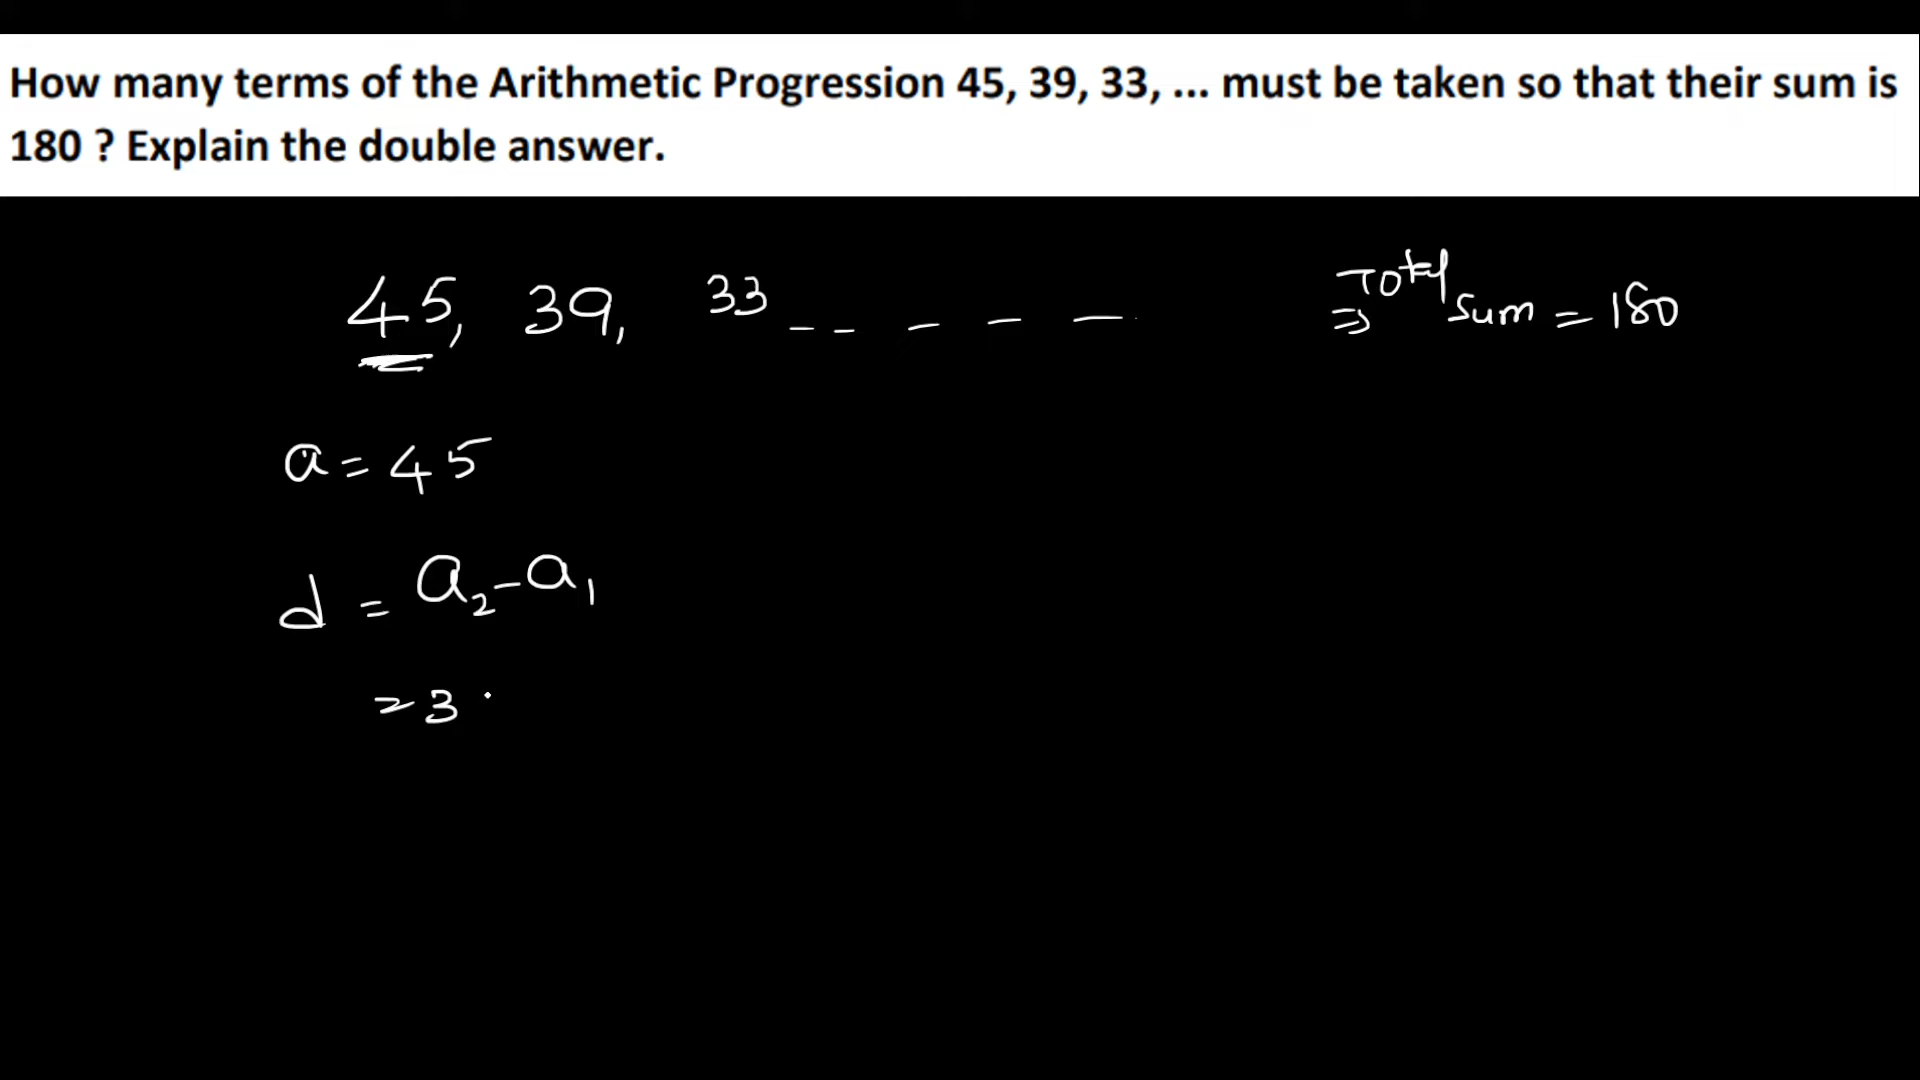 How many terms of the Arithmetic Progression 45, 39, 33, ... must be taken so that their sum is
180 ? Explain the double answer.
45, 39, 33 -- - - - ⇒ Total Sum = 180
a = 45
d = a₂ - a₁
= 3